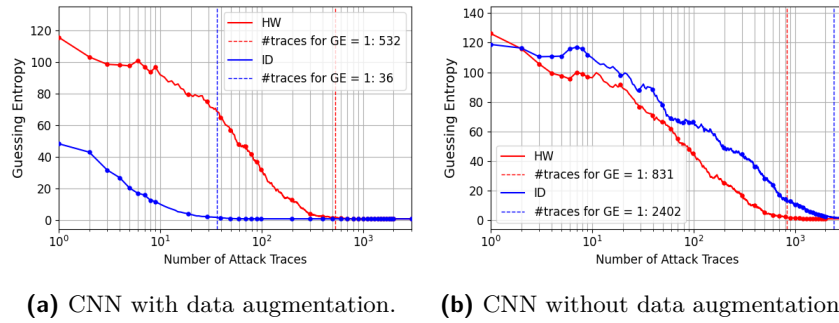 120
100
80
60
40
20
0
Guessing Entropy
HW
#traces for GE = 1: 532
ID
#traces for GE = 1: 36
10^0
10^1
10^2
10^3
Number of Attack Traces
(a) CNN with data augmentation.
140
120
100
80
60
40
20
0
Guessing Entropy
HW
#traces for GE = 1: 831
ID
#traces for GE = 1: 2402
10^0
10^1
10^2
10^3
Number of Attack Traces
(b) CNN without data augmentation